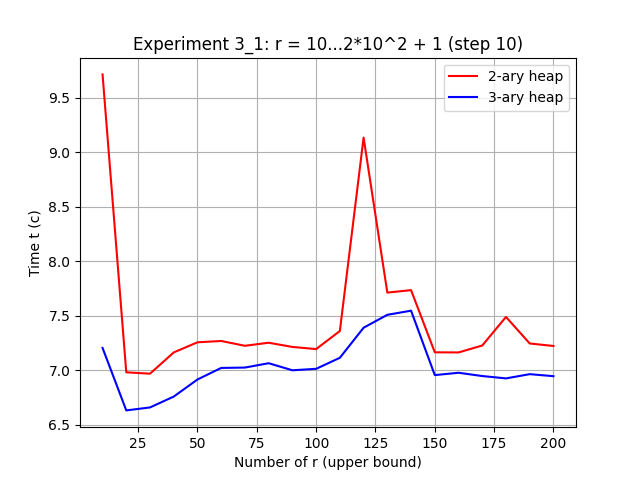 Experiment 3_1: r = 10...2*10^2 + 1 (step 10)
2-ary heap
3-ary heap
9.5
9.0
8.5
8.0
7.5
7.0
6.5
Time t (c)
25 50 75 100 125 150 175 200
Number of r (upper bound)